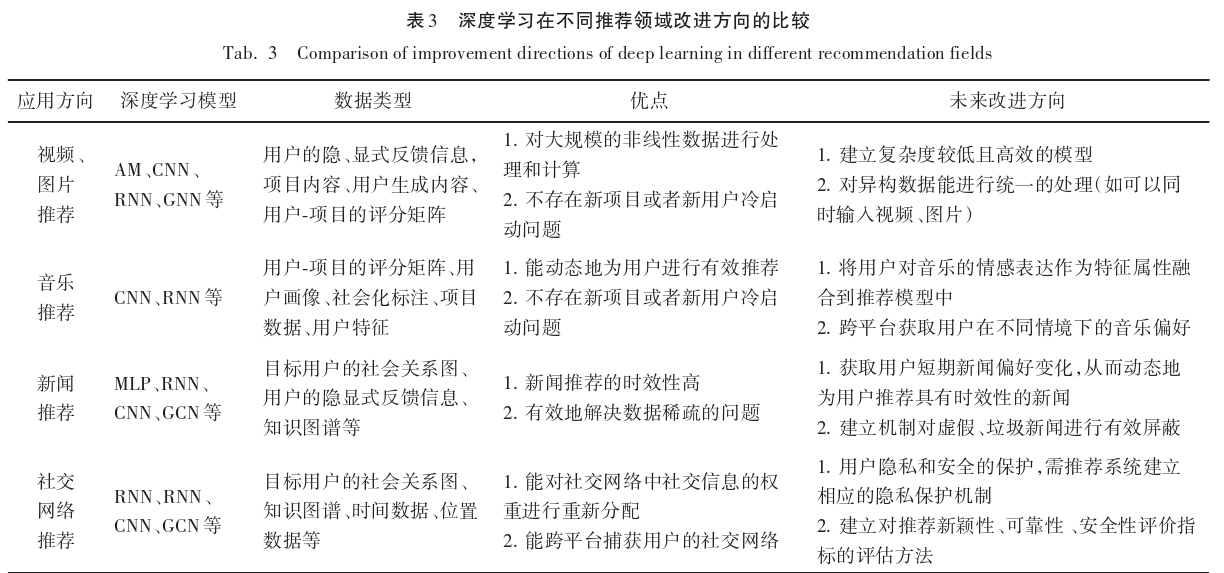 表3 深度学习在不同推荐领域改进方向的比较
Tab. 3 Comparison of improvement directions of deep learning in different recommendation fields
应用方向 深度学习模型 数据类型 优点 未来改进方向
视频、
图片
推荐
AM、CNN、
RNN、GNN等
用户的隐、显式反馈信息,
项目内容、用户生成内容、
用户-项目的评分矩阵
1. 对大规模的非线性数据进行处
理和计算
2. 不存在新项目或者新用户冷启
动问题
1. 建立复杂度较低且高效的模型
2. 对异构数据能进行统一的处理(如可以同
时输入视频、图片)
音乐
推荐
CNN、RNN等
用户-项目的评分矩阵、用
户画像、社会化标注、项目
数据、用户特征
1. 能动态地为用户进行有效推荐
2. 不存在新项目或者新用户冷启
动问题
1. 将用户对音乐的情感表达作为特征属性融
合到推荐模型中
2. 跨平台获取用户在不同情境下的音乐偏好
新闻
推荐
MLP、RNN、
CNN、GCN等
目标用户的社会关系图、
用户的隐显式反馈信息、
知识图谱等
1. 新闻推荐的时效性高
2. 有效地解决数据稀疏的问题
1. 获取用户短期新闻偏好变化,从而动态地
为用户推荐具有时效性的新闻
2. 建立机制对虚假、垃圾新闻进行有效屏蔽
社交
网络
推荐
RNN、RNN、
CNN、GCN等
目标用户的社会关系图、
知识图谱、时间数据、位置
数据等
1. 能对社交网络中社交信息的权
重进行重新分配
2. 能跨平台捕获用户的社交网络
1. 用户隐私和安全的保护,需推荐系统建立
相应的隐私保护机制
2. 建立对推荐新颖性、可靠性、安全性评价指
标的评估方法